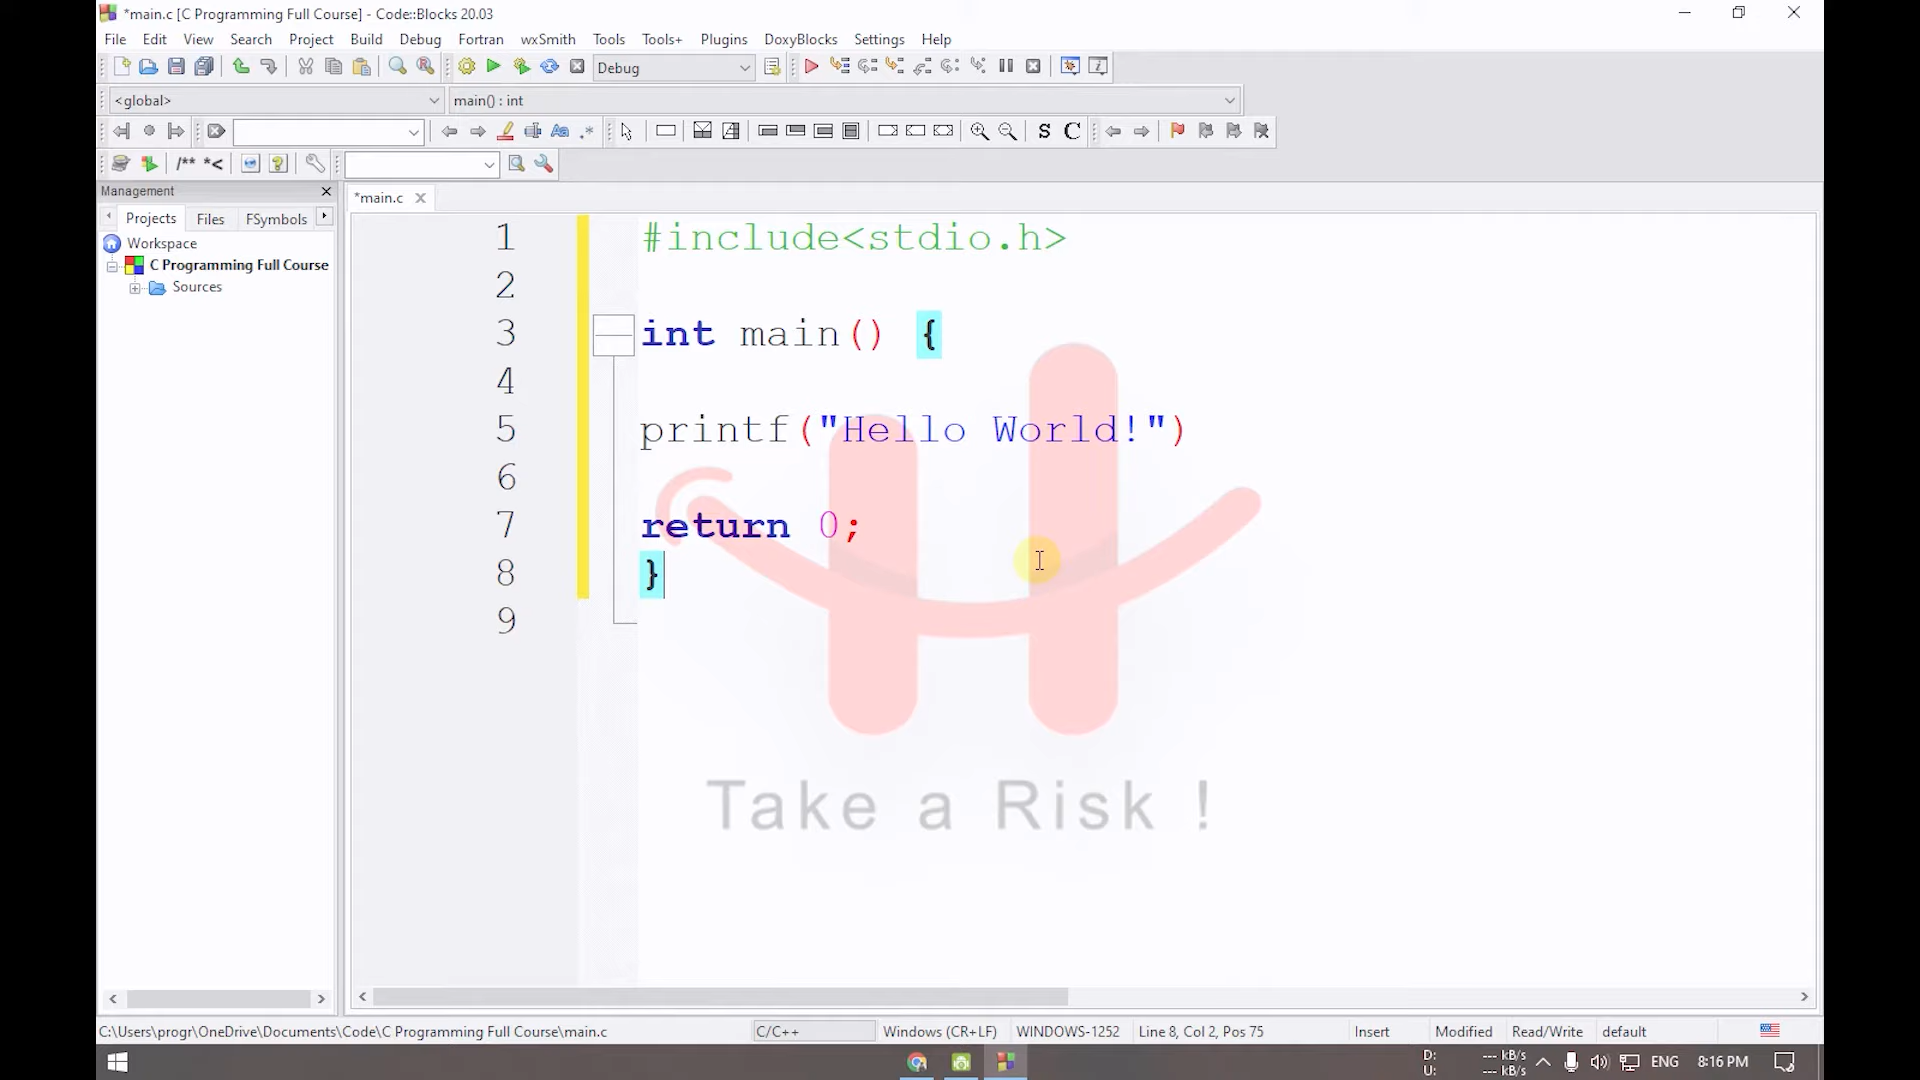 *main.c [C Programming Full Course] - Code::Blocks 20.03
File Edit View Search Project Build Debug Fortran wxSmith Tools Tools+ Plugins DoxyBlocks Settings Help
Debug
<global> main() : int
S C
/** *<
Management
Projects Files FSymbols
Workspace
C Programming Full Course
Sources
*main.c
1 #include<stdio.h>
2
3 int main() {
4
5 printf("Hello World!")
6
7 return 0;
8 }
9
Take a Risk !
C:\Users\progr\OneDrive\Documents\Code\C Programming Full Course\main.c C/C++ Windows (CR+LF) WINDOWS-1252 Line 8, Col 2, Pos 75 Insert Modified Read/Write default
D: --- kB/s
U: --- kB/s
ENG 8:16 PM